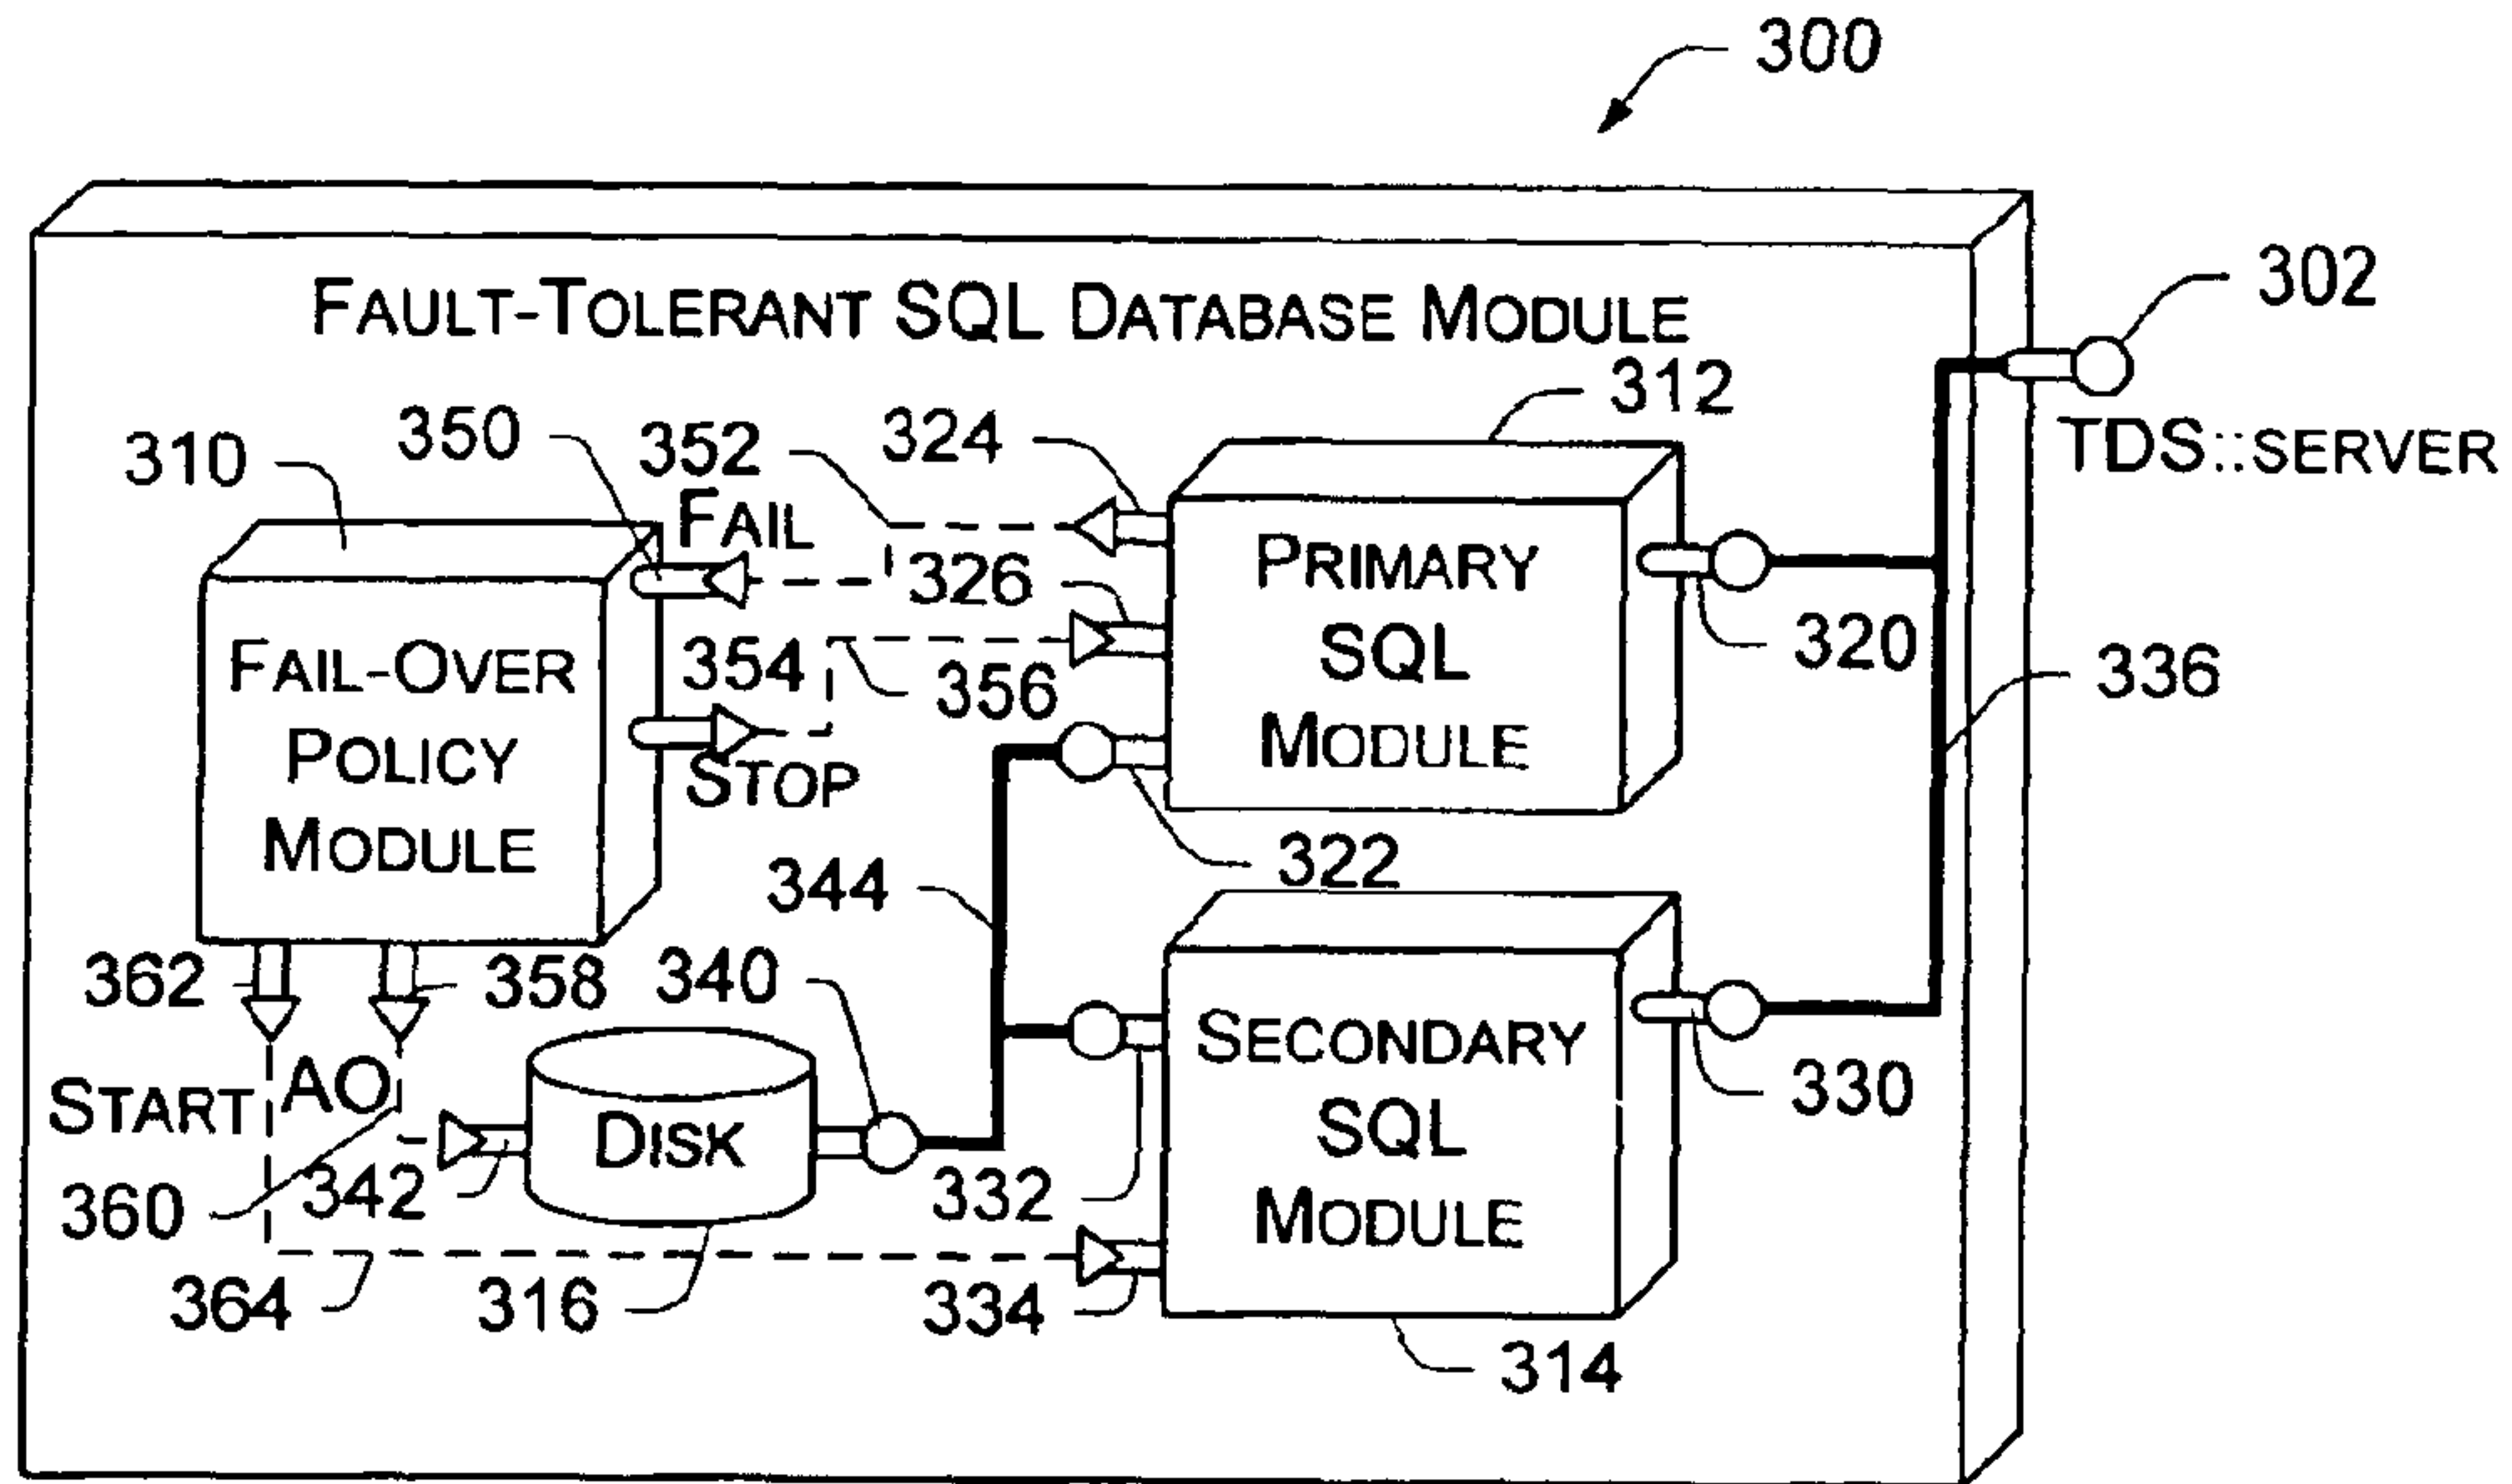 300
FAULT-TOLERANT SQL DATABASE MODULE
302
TDS::SERVER
310
350
352
324
312
FAIL
326
354
356
STOP
FAIL-OVER
POLICY
MODULE
PRIMARY
SQL
MODULE
320
336
322
344
362
358
340
START
AO
DISK
342
360
332
364
316
334
SECONDARY
SQL
MODULE
330
314